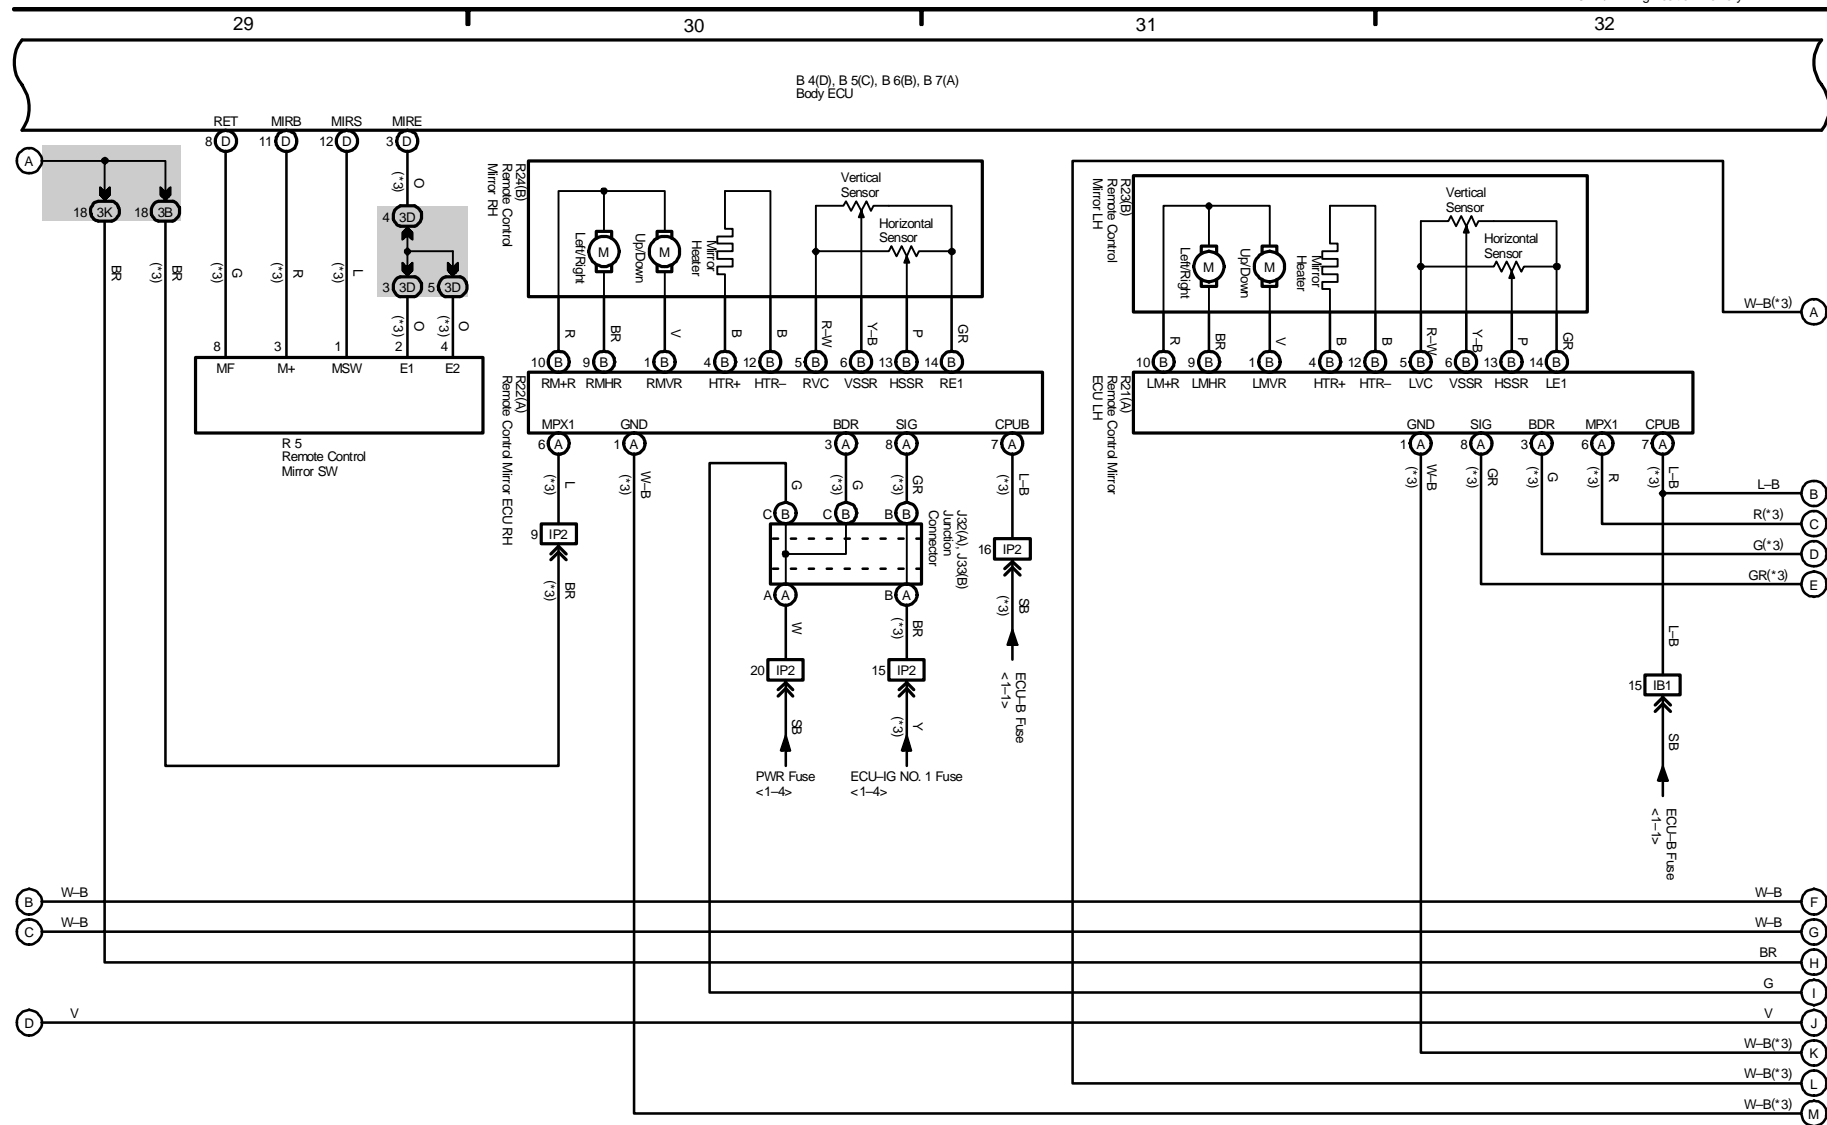 29 30 31 32
B 4(D), B 5(C), B 6(B), B 7(A)
Body ECU
RET MIRB MIRS MIRE
8 D 11 D 12 D 3 D
A
18 3K 18 3B
BR
BR (*3)
G (*3)
R (*3)
L (*3)
O (*3)
4 3D
3 3D 5 3D
O (*3)
O (*3)
8 3 1 2 4
MF M+ MSW E1 E2
R 5
Remote Control
Mirror SW
R24(B)
Remote Control
Mirror RH
Left/Right
M
Up/Down
M
Mirror
Heater
Vertical
Sensor
Horizontal
Sensor
R BR V B B R–W Y–B P GR
10 B 9 B 1 B 4 B 12 B 5 B 6 B 13 B 14 B
RM+R RMHR RMVR HTR+ HTR– RVC VSSR HSSR RE1
R22(A)
Remote Control Mirror ECU RH
MPX1 GND BDR SIG CPUB
6 A 1 A 3 A 8 A 7 A
L (*3)
W–B (*3)
G
G (*3)
GR (*3)
L–B (*3)
9 IP2
BR (*3)
C B C B B B
J32(A), J33(B)
Junction
Connector
A A B A
W
BR (*3)
20 IP2 15 IP2
SB
Y (*3)
PWR Fuse
<1–4>
ECU–IG NO. 1 Fuse
<1–4>
16 IP2
SB (*3)
ECU–B Fuse
<1–1>
R23(B)
Remote Control
Mirror LH
Left/Right
M
Up/Down
M
Mirror
Heater
Vertical
Sensor
Horizontal
Sensor
R BR V B B R–W Y–B P GR
10 B 9 B 1 B 4 B 12 B 5 B 6 B 13 B 14 B
LM+R LMHR LMVR HTR+ HTR– LVC VSSR HSSR LE1
R21(A)
Remote Control Mirror
ECU LH
GND SIG BDR MPX1 CPUB
1 A 8 A 3 A 6 A 7 A
W–B (*3)
GR (*3)
G (*3)
R (*3)
L–B (*3)
W–B(*3) A
L–B B
R(*3) C
G(*3) D
GR(*3) E
L–B
15 IB1
SB
ECU–B Fuse
<1–1>
B W–B W–B F
C W–B W–B G
BR H
G I
D V V J
W–B(*3) K
W–B(*3) L
W–B(*3) M